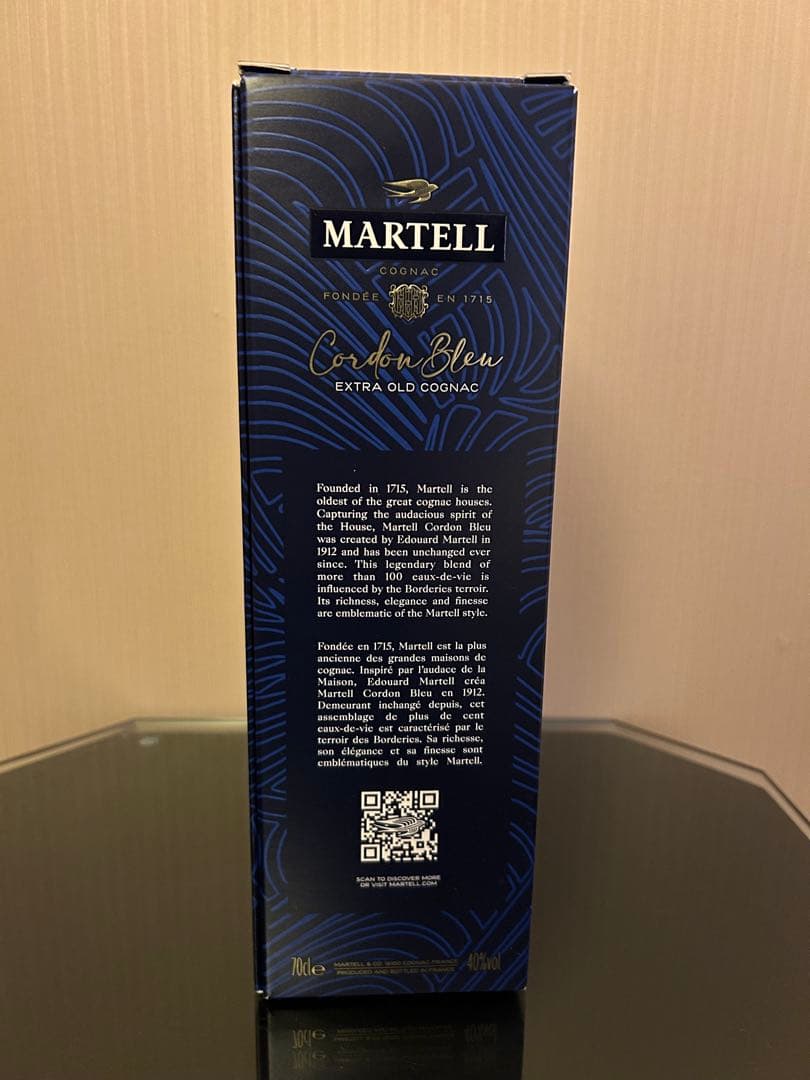 MARTELL
COGNAC
FONDÉE EN 1715
Cordon Bleu
EXTRA OLD COGNAC
Founded in 1715, Martell is the
oldest of the great cognac houses.
Capturing the audacious spirit of
the House, Martell Cordon Bleu
was created by Edouard Martell in
1912 and has been unchanged ever
since. This legendary blend of
more than 100 eaux-de-vie is
influenced by the Borderies terroir.
Its richness, elegance and finesse
are emblematic of the Martell style.
Fondée en 1715, Martell est la plus
ancienne des grandes maisons de
cognac. Inspiré par l'audace de la
Maison, Edouard Martell créa
Martell Cordon Bleu en 1912.
Demeurant inchangé depuis, cet
assemblage de plus de cent
eaux-de-vie est caractérisé par le
terroir des Borderies. Sa richesse,
son élégance et sa finesse sont
emblématiques du style Martell.
SCAN TO DISCOVER MORE
OR VISIT MARTELL.COM
70cl e MARTELL & CO. 16100 COGNAC FRANCE 40%vol
PRODUCED AND BOTTLED IN FRANCE